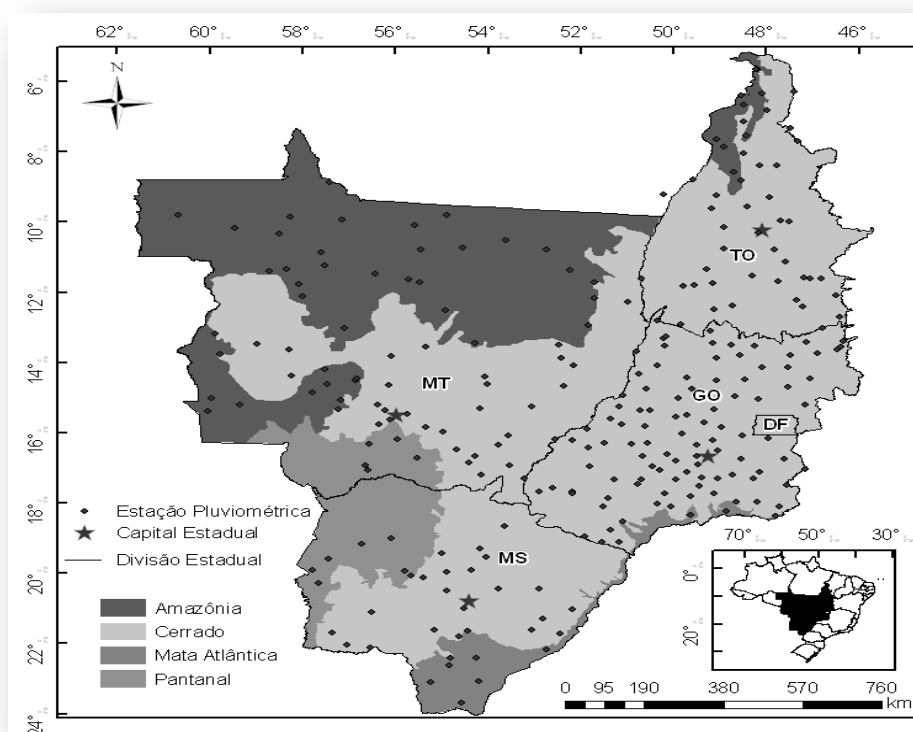 62° 60° 58° 56° 54° 52° 50° 48° 46°
N
6°
8°
10°
12°
14°
16°
18°
20°
22°
24°
TO
MT
GO
DF
MS
Estação Pluviométrica
Capital Estadual
Divisão Estadual
Amazônia
Cerrado
Mata Atlântica
Pantanal
70° 50° 30°
0°
20°
0 95 190 380 570 760
km